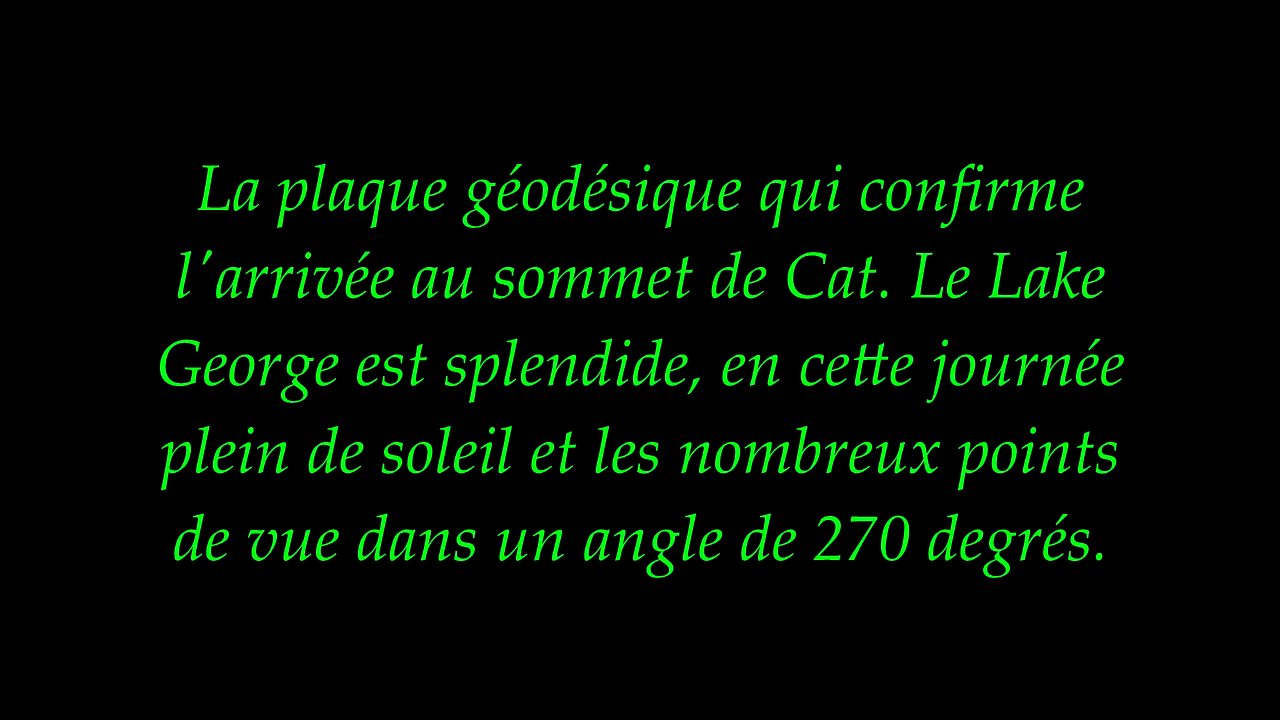 La plaque géodésique qui confirme
l'arrivée au sommet de Cat. Le Lake
George est splendide, en cette journée
plein de soleil et les nombreux points
de vue dans un angle de 270 degrés.